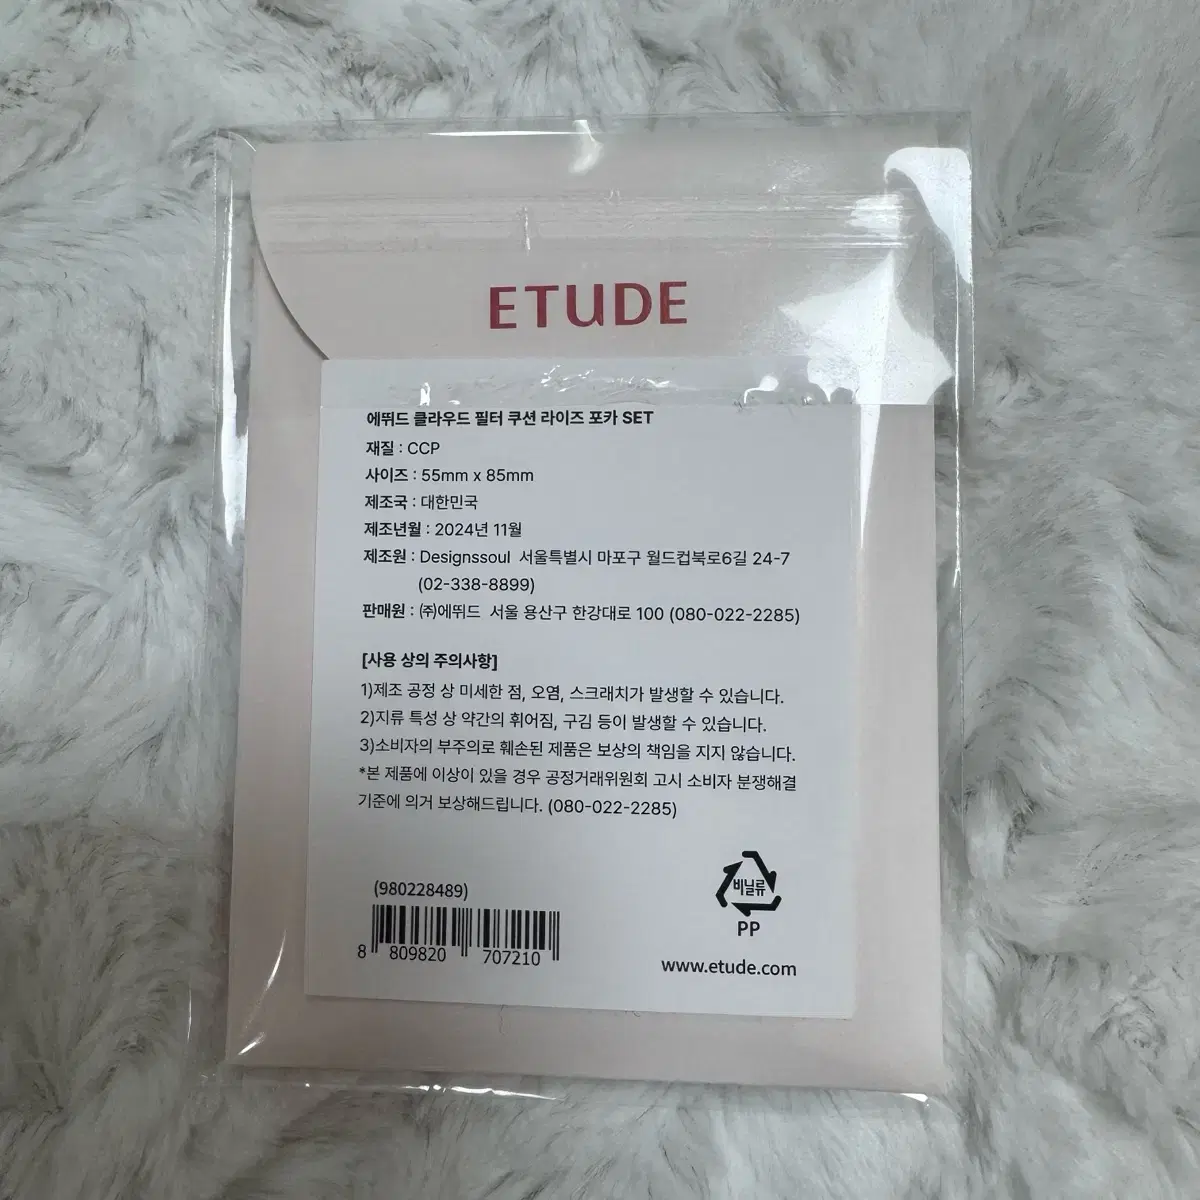 ETUDE
에뛰드 클라우드 필터 쿠션 라이즈 포카 SET
재질 : CCP
사이즈 : 55mm x 85mm
제조국 : 대한민국
제조년월 : 2024년 11월
제조원 : Designssoul 서울특별시 마포구 월드컵북로6길 24-7
(02-338-8899)
판매원 : ㈜에뛰드 서울 용산구 한강대로 100 (080-022-2285)
[사용 상의 주의사항]
1)제조 공정 상 미세한 점, 오염, 스크래치가 발생할 수 있습니다.
2)지류 특성 상 약간의 휘어짐, 구김 등이 발생할 수 있습니다.
3)소비자의 부주의로 훼손된 제품은 보상의 책임을 지지 않습니다.
*본 제품에 이상이 있을 경우 공정거래위원회 고시 소비자 분쟁해결
기준에 의거 보상해드립니다. (080-022-2285)
(980228489)
8 809820 707210
비닐류
PP
www.etude.com